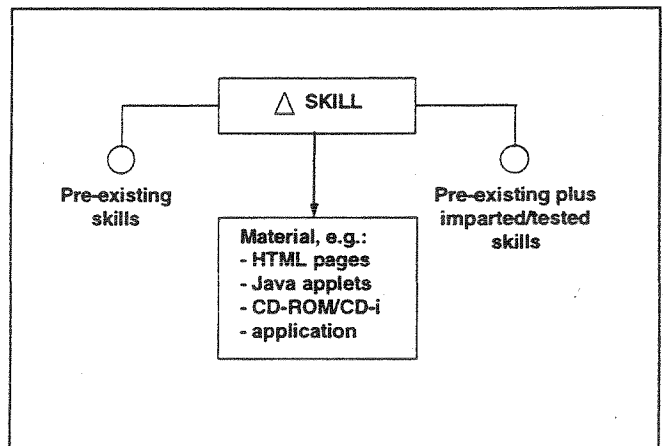 △ SKILL
Pre-existing
skills
Pre-existing plus
imparted/tested
skills
Material, e.g.:
- HTML pages
- Java applets
- CD-ROM/CD-i
- application